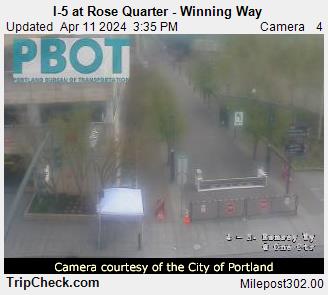 I-5 at Rose Quarter - Winning Way
Updated Apr 11 2024 3:35 PM Camera 4
PBOT
PORTLAND BUREAU OF TRANSPORTATION
Camera courtesy of the City of Portland
TripCheck.com Milepost302.00